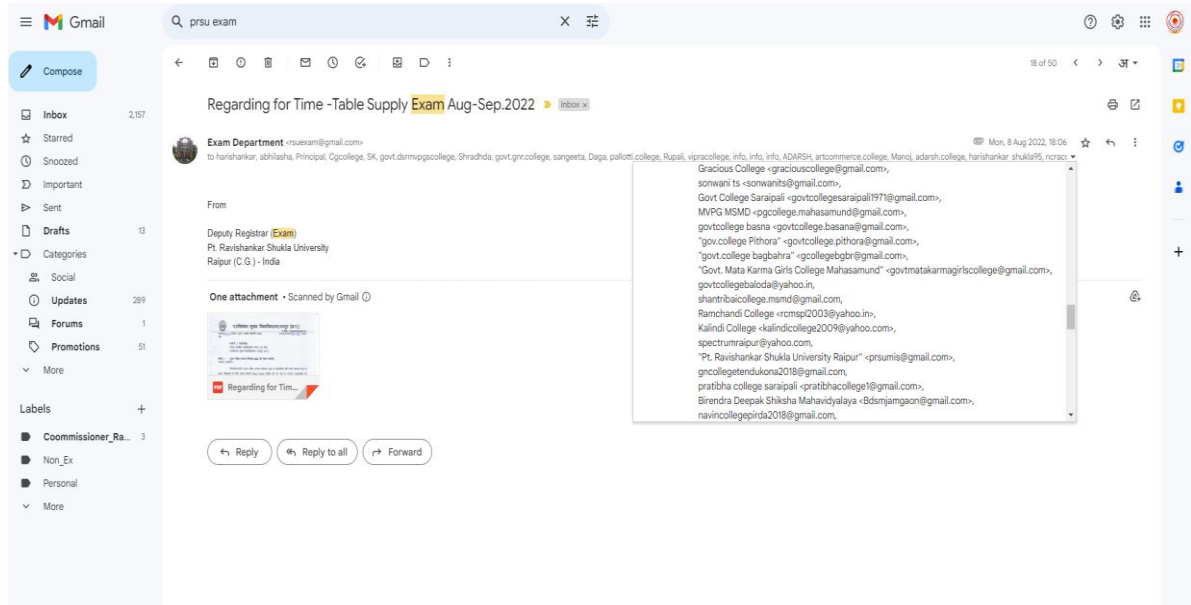 Gmail
prsu exam
Compose
18 of 50
अ
Inbox 2,157
Starred
Snoozed
Important
Sent
Drafts 13
Categories
Social
Updates 289
Forums 1
Promotions 51
More
Labels
Coommissioner_Ra... 3
Non_Ex
Personal
More
Regarding for Time -Table Supply Exam Aug-Sep.2022 Inbox x
Exam Department <rsuexam@gmail.com> Mon, 8 Aug 2022, 18:06
to harishankar, abhilasha, Principal, Cgcollege, SK, govt.dsrmvpgscollege, Shradhda, govt.gnr.college, sangeeta, Daga, pallotti.college, Rupali, vipracollege, info, info, info, ADARSH, artcommerce.college, Manoj, adarsh.college, harishankar shukla95,
From
Deputy Registrar (Exam)
Pt. Ravishankar Shukla University
Raipur (C.G.) - India
Gracious College <graciouscollege@gmail.com>,
sonwani ts <sonwanits@gmail.com>,
Govt College Saraipali <govtcollegesaraipali1971@gmail.com>,
MVPG MSMD <pgcollege.mahasamund@gmail.com>,
govtcollege basna <govtcollege.basana@gmail.com>,
"gov.college Pithora" <govtcollege.pithora@gmail.com>,
"govt.college bagbahra" <gcollegebgbr@gmail.com>,
"Govt. Mata Karma Girls College Mahasamund" <govtmatakarmagirlscollege@gmail.com>,
govtcollegebaloda@yahoo.in,
shantribaicollege.msmd@gmail.com,
Ramchandi College <rcmspl2003@yahoo.in>,
Kalindi College <kalindicollege2009@yahoo.com>,
spectrumraipur@yahoo.com,
"Pt. Ravishankar Shukla University Raipur" <prsumis@gmail.com>,
gncollegetendukona2018@gmail.com,
pratibha college saraipali <pratibhacollege1@gmail.com>,
Birendra Deepak Shiksha Mahavidyalaya <Bdsmjamgaon@gmail.com>,
navincollegepirda2018@gmail.com,
One attachment • Scanned by Gmail
PDF Regarding for Tim...
Reply
Reply to all
Forward